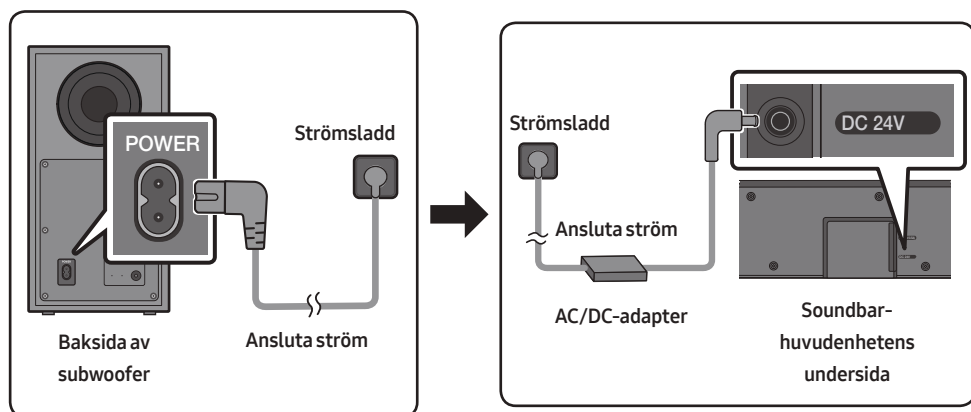 POWER
Strömsladd
Baksida av
subwoofer
Ansluta ström
Strömsladd
DC 24V
Ansluta ström
AC/DC-adapter
Soundbar-
huvudenhetens
undersida